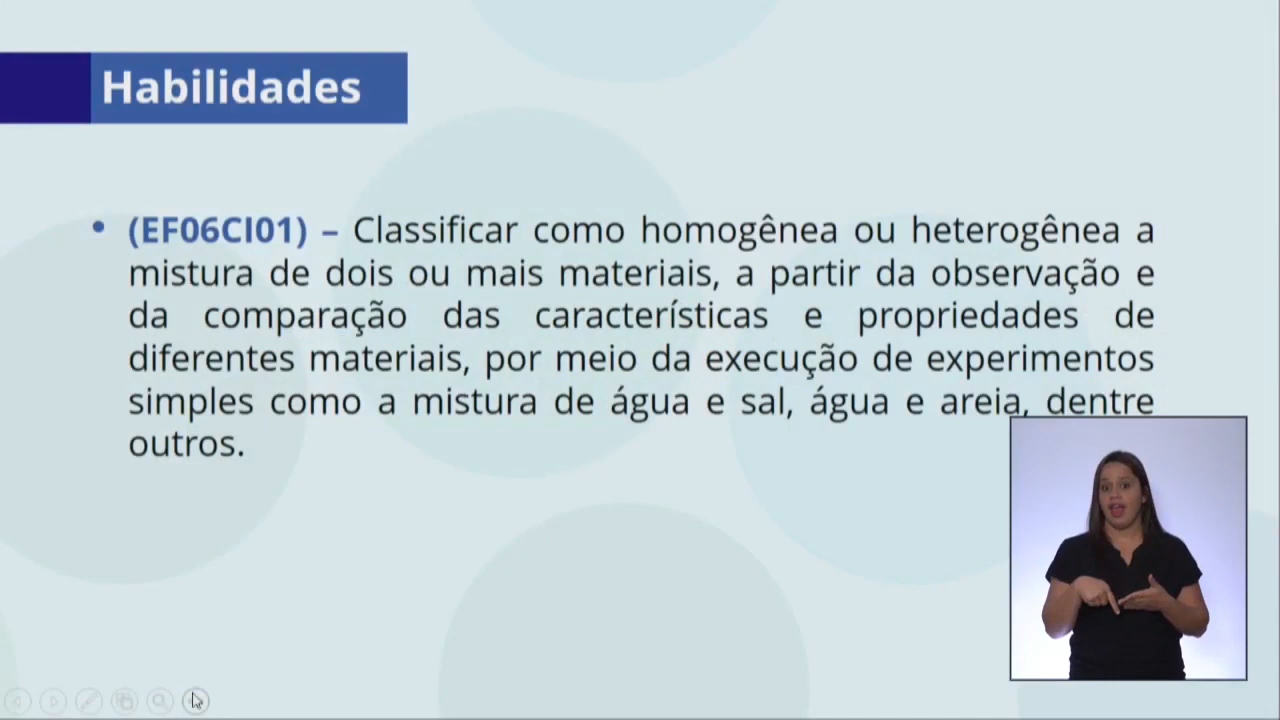 Habilidades
• (EF06CI01) – Classificar como homogênea ou heterogênea a
mistura de dois ou mais materiais, a partir da observação e
da comparação das características e propriedades de
diferentes materiais, por meio da execução de experimentos
simples como a mistura de água e sal, água e areia, dentre
outros.